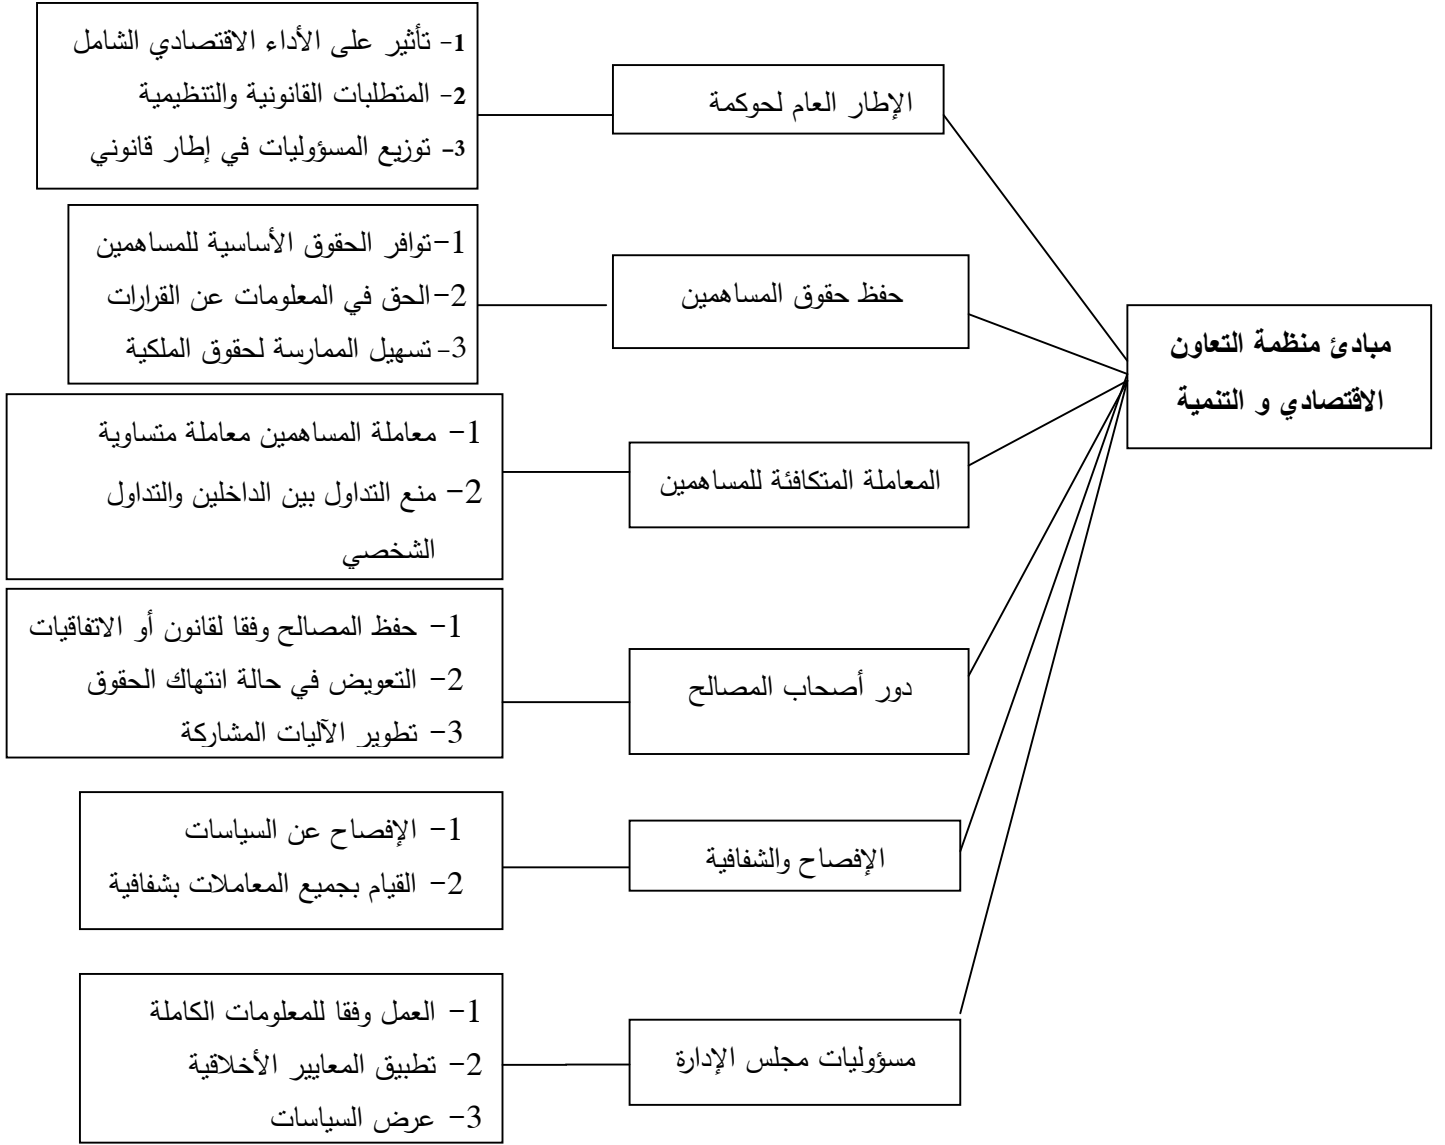 مبادئ منظمة التعاون
الاقتصادي و التنمية
الإطار العام لحوكمة
1- تأثير على الأداء الاقتصادي الشامل
2- المتطلبات القانونية والتنظيمية
3- توزيع المسؤوليات في إطار قانوني
حفظ حقوق المساهمين
1-توافر الحقوق الأساسية للمساهمين
2-الحق في المعلومات عن القرارات
3-تسهيل الممارسة لحقوق الملكية
المعاملة المتكافئة للمساهمين
1- معاملة المساهمين معاملة متساوية
2- منع التداول بين الداخلين والتداول
الشخصي
دور أصحاب المصالح
1- حفظ المصالح وفقا لقانون أو الاتفاقيات
2- التعويض في حالة انتهاك الحقوق
3- تطوير الآليات المشاركة
الإفصاح والشفافية
1- الإفصاح عن السياسات
2- القيام بجميع المعاملات بشفافية
مسؤوليات مجلس الإدارة
1- العمل وفقا للمعلومات الكاملة
2- تطبيق المعايير الأخلاقية
3- عرض السياسات